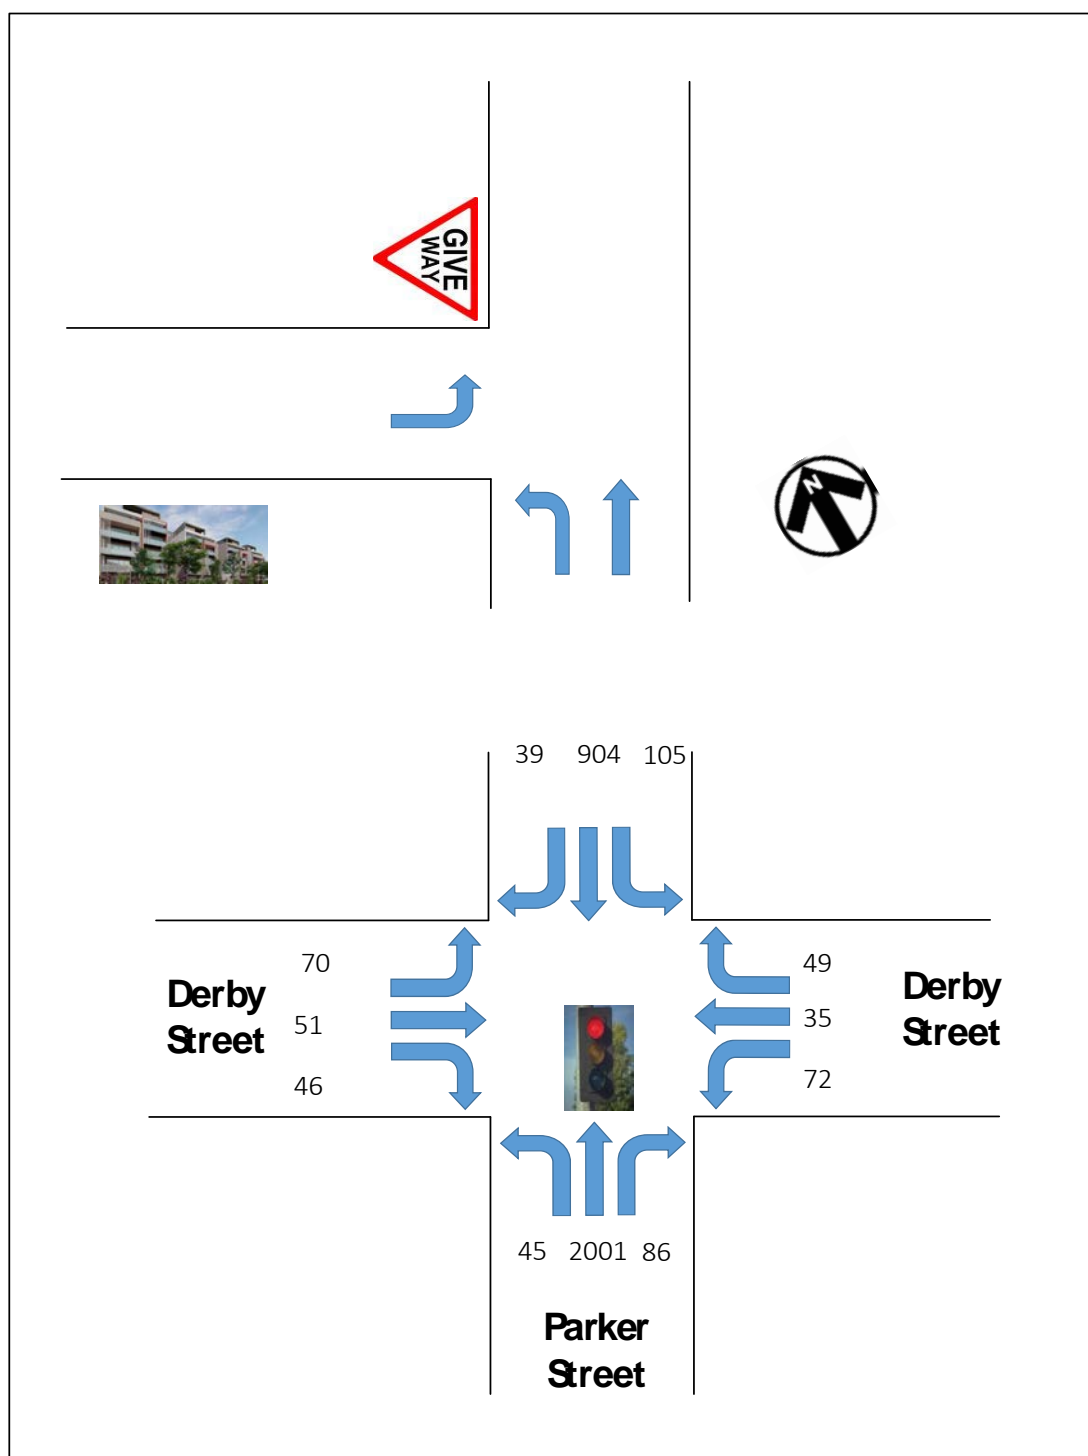 GIVE
WAY
N
39 904 105
70
49
Derby
Street
Derby
Street
51
35
46
72
45 2001 86
Parker
Street